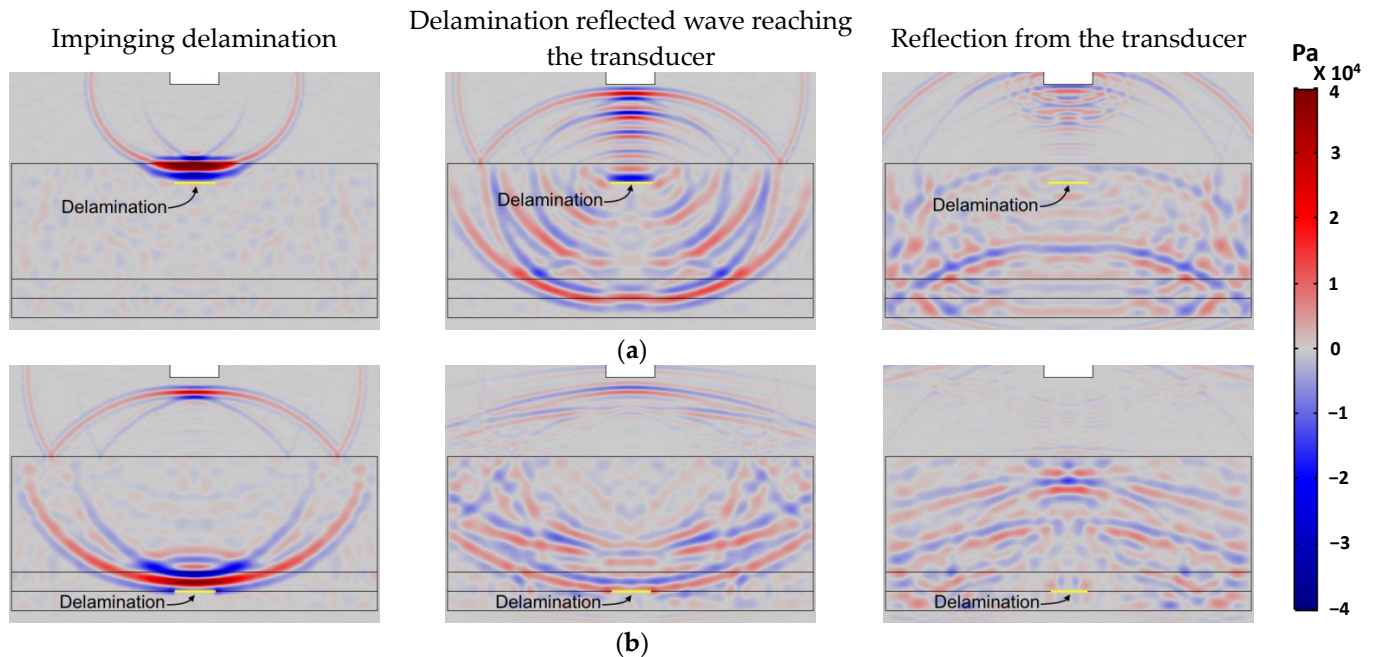 Impinging delamination
Delamination reflected wave reaching
the transducer
Reflection from the transducer
Pa
X 10⁴
4
3
2
1
0
−1
−2
−3
−4
Delamination
Delamination
Delamination
(a)
Delamination
Delamination
Delamination
(b)